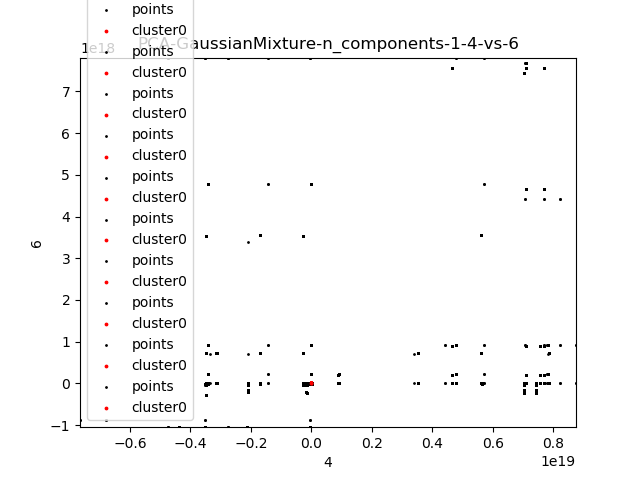 points
cluster0
1e18
PCA-GaussianMixture-n_components-1-4-vs-6
points
cluster0
points
cluster0
points
cluster0
points
cluster0
points
cluster0
points
cluster0
points
cluster0
points
cluster0
points
cluster0
7
6
5
4
3
2
1
0
−1
6
−0.6
−0.4
−0.2
0.0
0.2
0.4
0.6
0.8
4
1e19